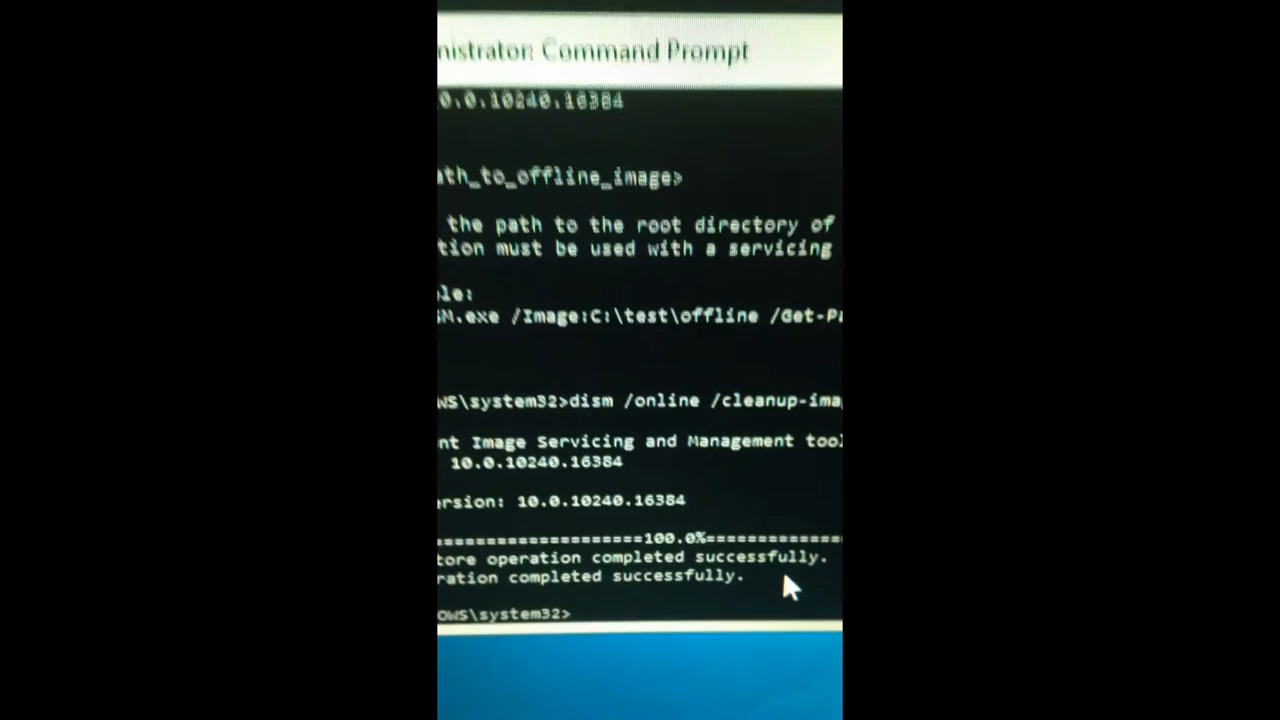 nistrator: Command Prompt
0.0.10240.16384
ath_to_offline_image>
the path to the root directory of
tion must be used with a servicing
le:
SM.exe /Image:C:\test\offline /Get-Pa
WS\system32>dism /online /cleanup-ima
nt Image Servicing and Management tool
10.0.10240.16384
ersion: 10.0.10240.16384
====================100.0%=============
tore operation completed successfully.
ration completed successfully.
OWS\system32>